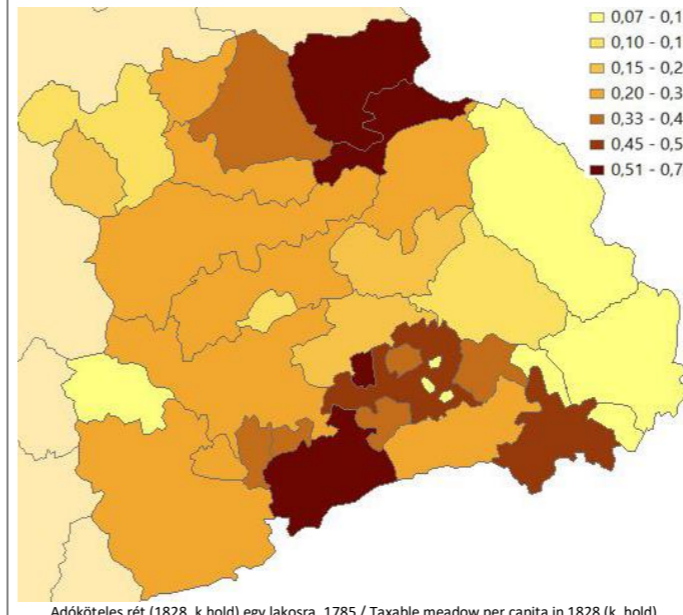 0,07 - 0,1
0,10 - 0,1
0,15 - 0,2
0,20 - 0,3
0,33 - 0,4
0,45 - 0,5
0,51 - 0,7
Adóköteles rét (1828, k.hold) egy lakosra, 1785 / Taxable meadow per capita in 1828 (k. hold)